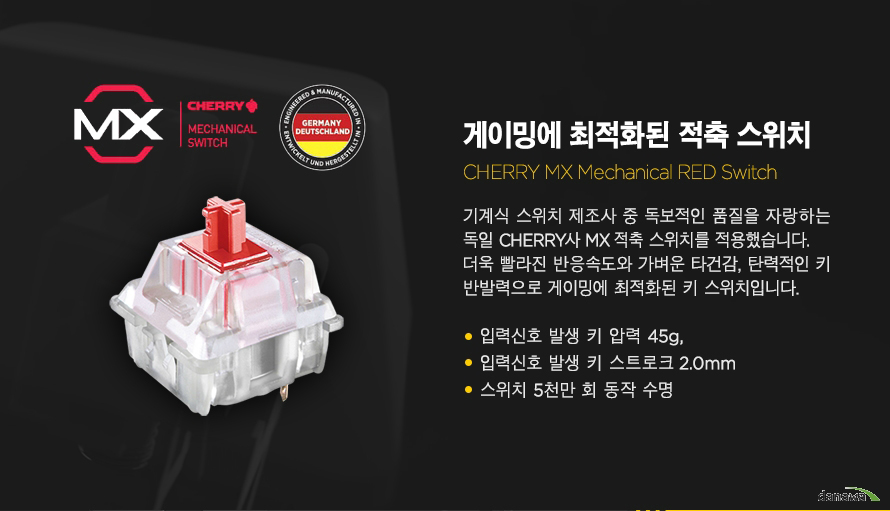 MX
CHERRY
MECHANICAL
SWITCH
ENGINEERED & MANUFACTURED IN
GERMANY
DEUTSCHLAND
ENTWICKELT UND HERGESTELLT IN
게이밍에 최적화된 적축 스위치
CHERRY MX Mechanical RED Switch
기계식 스위치 제조사 중 독보적인 품질을 자랑하는
독일 CHERRY사 MX 적축 스위치를 적용했습니다.
더욱 빨라진 반응속도와 가벼운 타건감, 탄력적인 키
반발력으로 게이밍에 최적화된 키 스위치입니다.
• 입력신호 발생 키 압력 45g,
• 입력신호 발생 키 스트로크 2.0mm
• 스위치 5천만 회 동작 수명
danawa